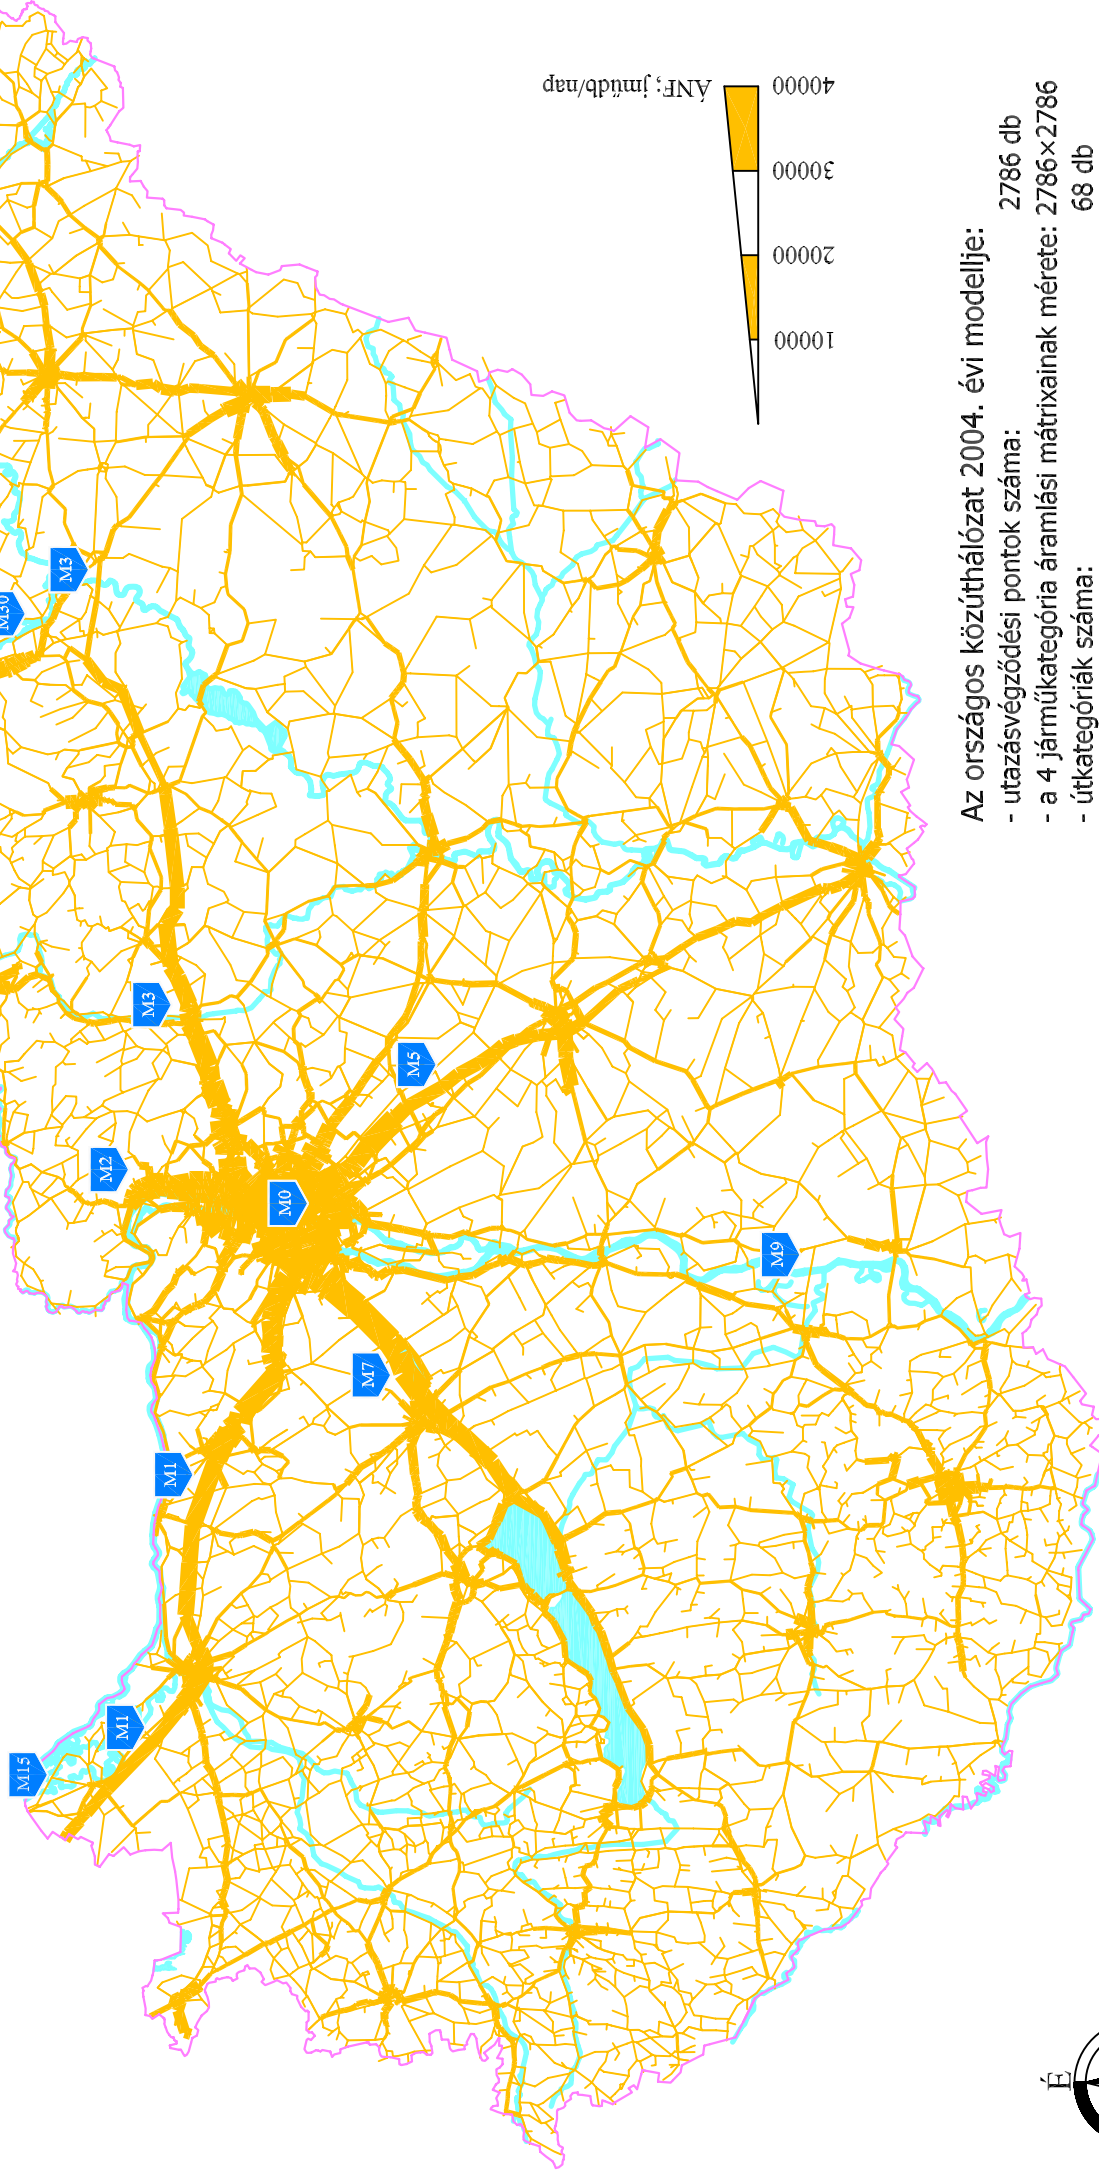 M30
M3
M3
M2
M5
M0
M9
M7
M1
M1
M15
ÁNF; jműdb/nap
10000
20000
30000
40000
Az országos közúthálózat 2004. évi modellje:
- utazásvégződési pontok száma: 2786 db
- a 4 járműkategória áramlási mátrixainak mérete: 2786×2786
- útkategóriák száma: 68 db
É